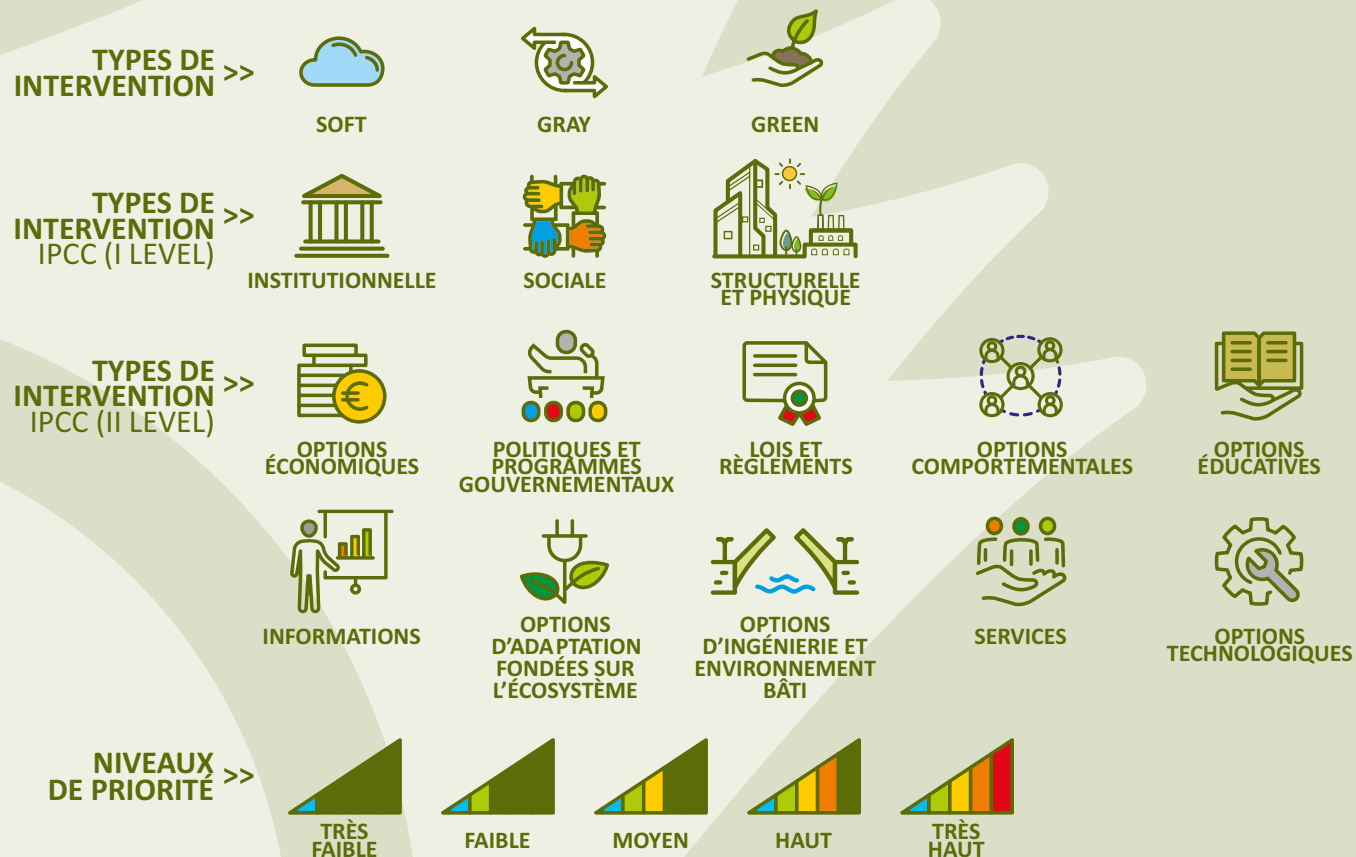 TYPES DE
INTERVENTION >>
SOFT
GRAY
GREEN
TYPES DE
INTERVENTION >>
IPCC (I LEVEL)
INSTITUTIONNELLE
SOCIALE
STRUCTURELLE
ET PHYSIQUE
TYPES DE
INTERVENTION >>
IPCC (II LEVEL)
OPTIONS
ÉCONOMIQUES
POLITIQUES ET
PROGRAMMES
GOUVERNEMENTAUX
LOIS ET
RÈGLEMENTS
OPTIONS
COMPORTEMENTALES
OPTIONS
ÉDUCATIVES
INFORMATIONS
OPTIONS
D'ADAPTATION
FONDÉES SUR
L'ÉCOSYSTÈME
OPTIONS
D'INGÉNIERIE ET
ENVIRONNEMENT
BÂTI
SERVICES
OPTIONS
TECHNOLOGIQUES
NIVEAUX
DE PRIORITÉ >>
TRÈS
FAIBLE
FAIBLE
MOYEN
HAUT
TRÈS
HAUT